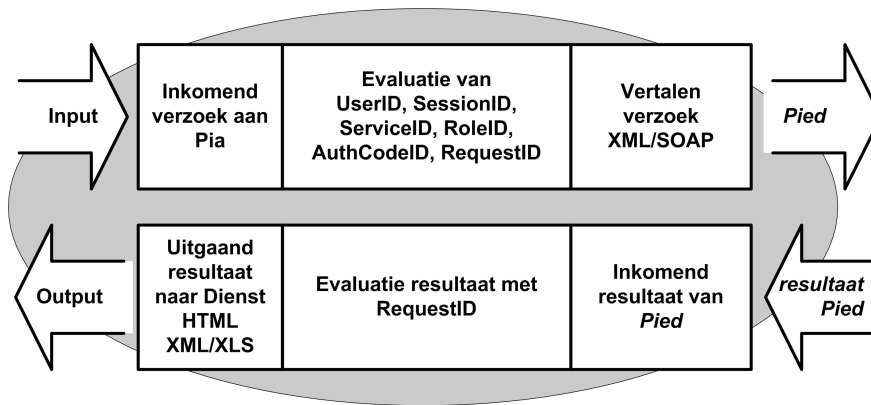 Input
Inkomend
verzoek aan
Pia
Evaluatie van
UserID, SessionID,
ServiceID, RoleID,
AuthCodeID, RequestID
Vertalen
verzoek
XML/SOAP
Pied
Output
Uitgaand
resultaat
naar Dienst
HTML
XML/XLS
Evaluatie resultaat met
RequestID
Inkomend
resultaat van
Pied
resultaat
Pied